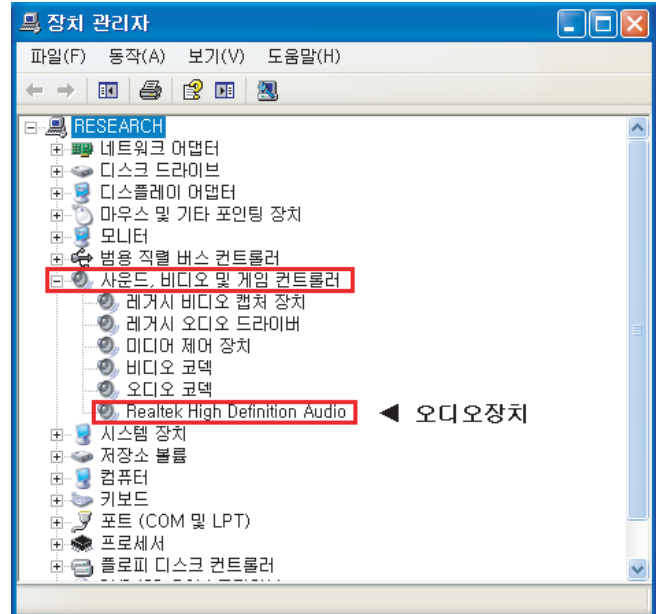 장치 관리자
파일(F) 동작(A) 보기(V) 도움말(H)
RESEARCH
네트워크 어댑터
디스크 드라이브
디스플레이 어댑터
마우스 및 기타 포인팅 장치
모니터
범용 직렬 버스 컨트롤러
사운드, 비디오 및 게임 컨트롤러
레거시 비디오 캡처 장치
레거시 오디오 드라이버
미디어 제어 장치
비디오 코덱
오디오 코덱
Realtek High Definition Audio ◀ 오디오장치
시스템 장치
저장소 볼륨
컴퓨터
키보드
포트 (COM 및 LPT)
프로세서
플로피 디스크 컨트롤러